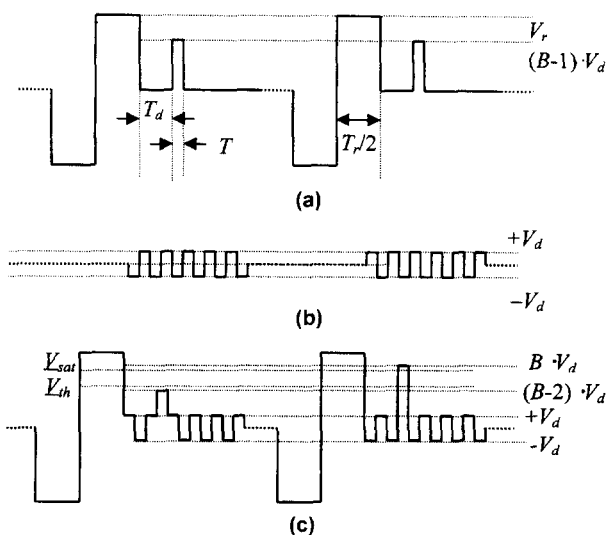 V_r
(B-1)·V_d
T_d
T
T_r/2
(a)
+V_d
−V_d
(b)
V_sat
V_th
B ·V_d
(B-2) ·V_d
+V_d
-V_d
(c)